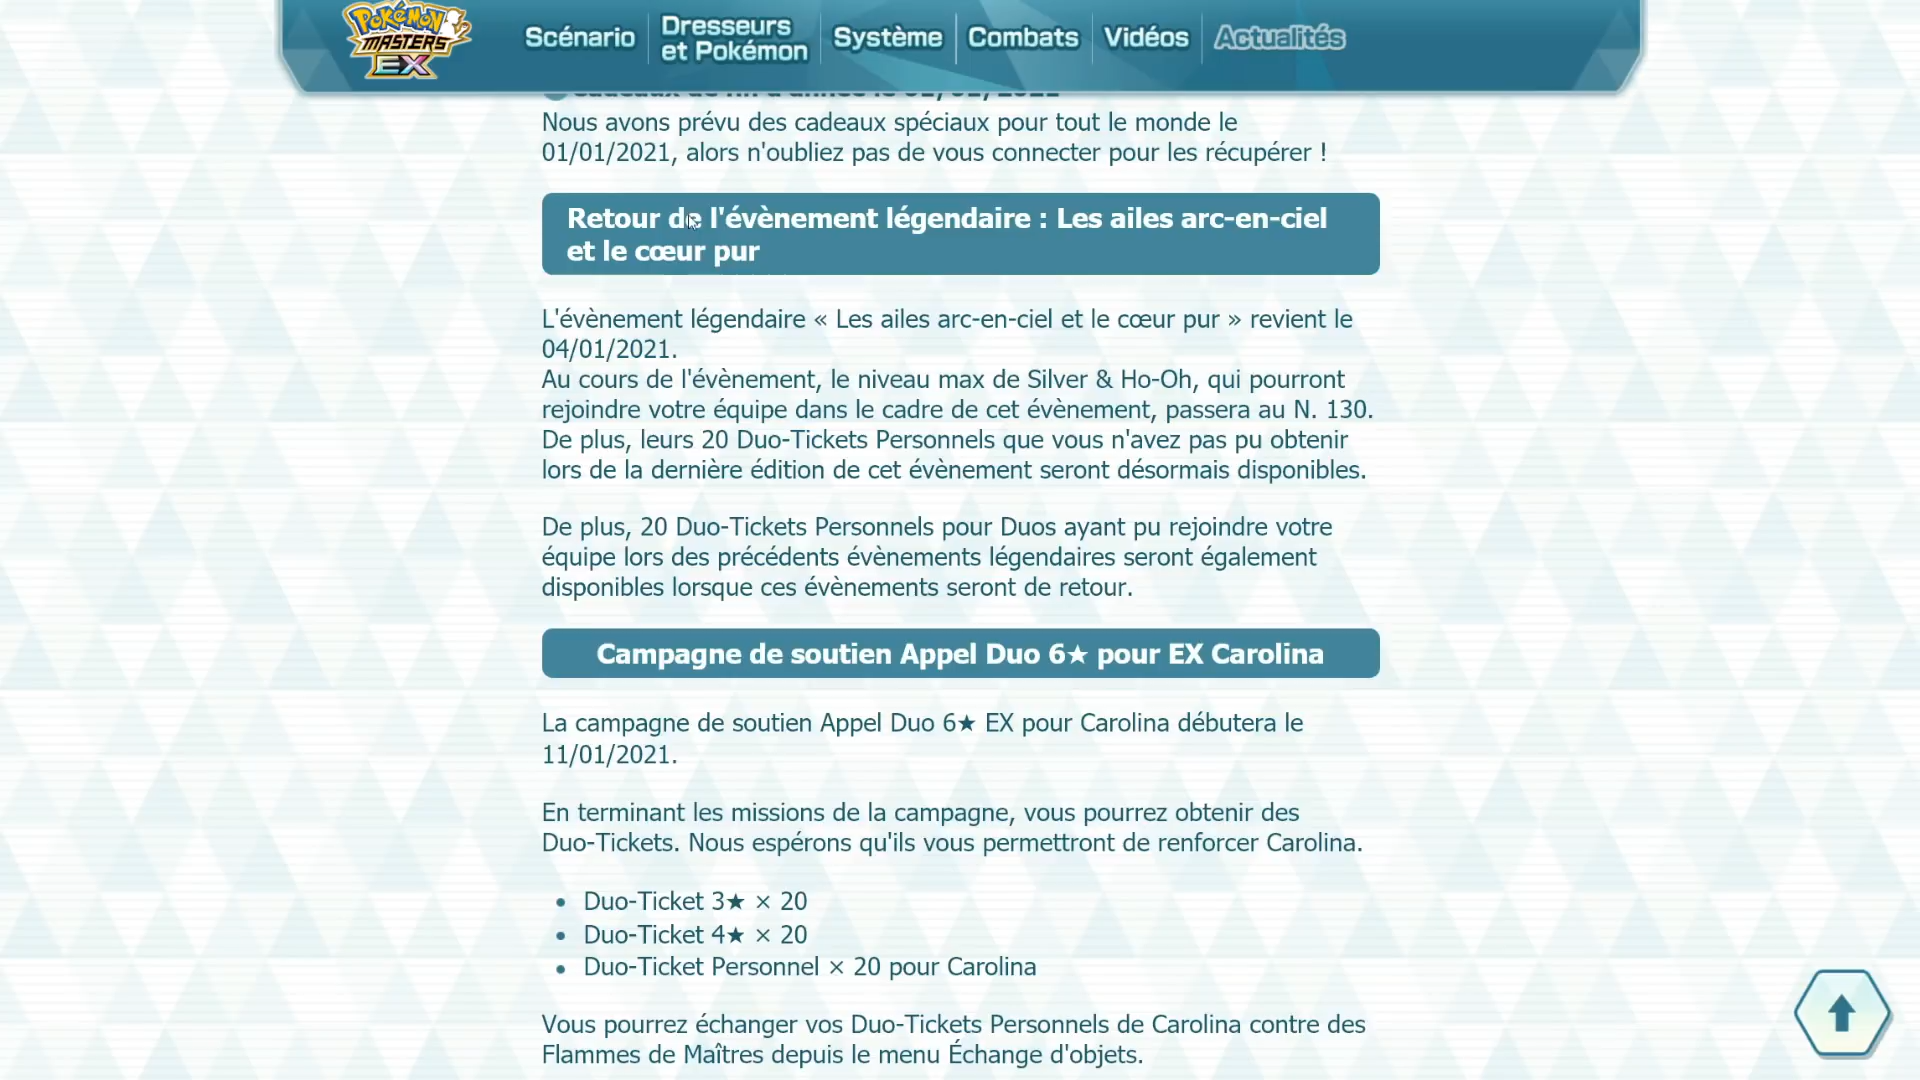 Pokémon
MASTERS
EX
Scénario
Dresseurs
et Pokémon
Système
Combats
Vidéos
Actualités
Cadeaux de fin d'année le 01/01/2021
Nous avons prévu des cadeaux spéciaux pour tout le monde le
01/01/2021, alors n'oubliez pas de vous connecter pour les récupérer !
Retour de l'évènement légendaire : Les ailes arc-en-ciel
et le cœur pur
L'évènement légendaire « Les ailes arc-en-ciel et le cœur pur » revient le
04/01/2021.
Au cours de l'évènement, le niveau max de Silver & Ho-Oh, qui pourront
rejoindre votre équipe dans le cadre de cet évènement, passera au N. 130.
De plus, leurs 20 Duo-Tickets Personnels que vous n'avez pas pu obtenir
lors de la dernière édition de cet évènement seront désormais disponibles.
De plus, 20 Duo-Tickets Personnels pour Duos ayant pu rejoindre votre
équipe lors des précédents évènements légendaires seront également
disponibles lorsque ces évènements seront de retour.
Campagne de soutien Appel Duo 6★ pour EX Carolina
La campagne de soutien Appel Duo 6★ EX pour Carolina débutera le
11/01/2021.
En terminant les missions de la campagne, vous pourrez obtenir des
Duo-Tickets. Nous espérons qu'ils vous permettront de renforcer Carolina.
• Duo-Ticket 3★ × 20
• Duo-Ticket 4★ × 20
• Duo-Ticket Personnel × 20 pour Carolina
Vous pourrez échanger vos Duo-Tickets Personnels de Carolina contre des
Flammes de Maîtres depuis le menu Échange d'objets.